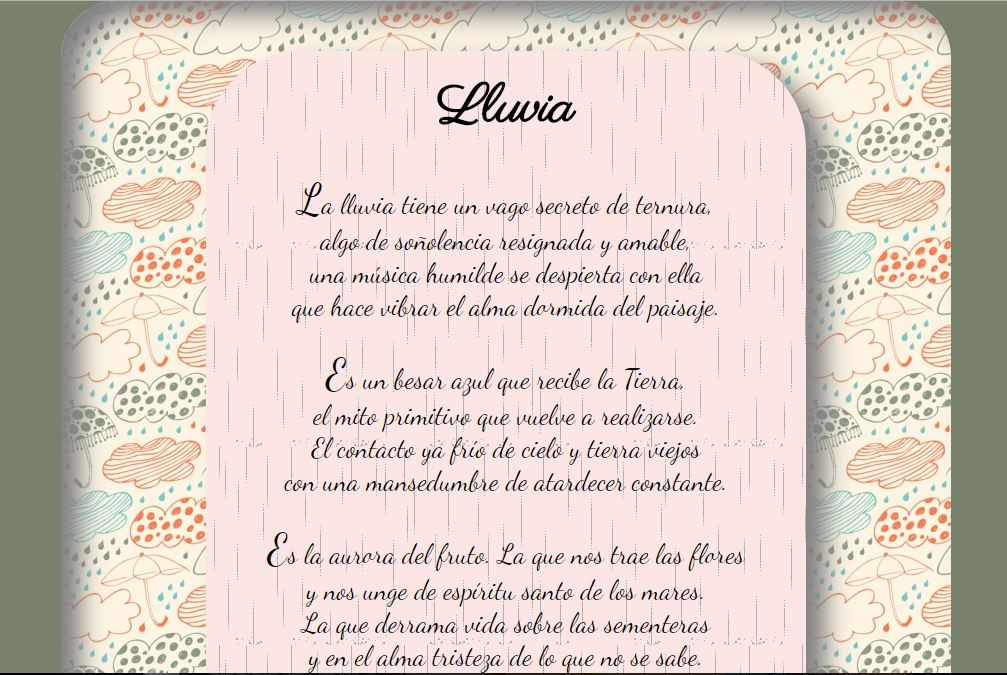 Lluvia
La lluvia tiene un vago secreto de ternura,
algo de soñolencia resignada y amable,
una música humilde se despierta con ella
que hace vibrar el alma dormida del paisaje.
Es un besar azul que recibe la Tierra,
el mito primitivo que vuelve a realizarse.
El contacto ya frío de cielo y tierra viejos
con una mansedumbre de atardecer constante.
Es la aurora del fruto. La que nos trae las flores
y nos unge de espíritu santo de los mares.
La que derrama vida sobre las sementeras
y en el alma tristeza de lo que no se sabe.